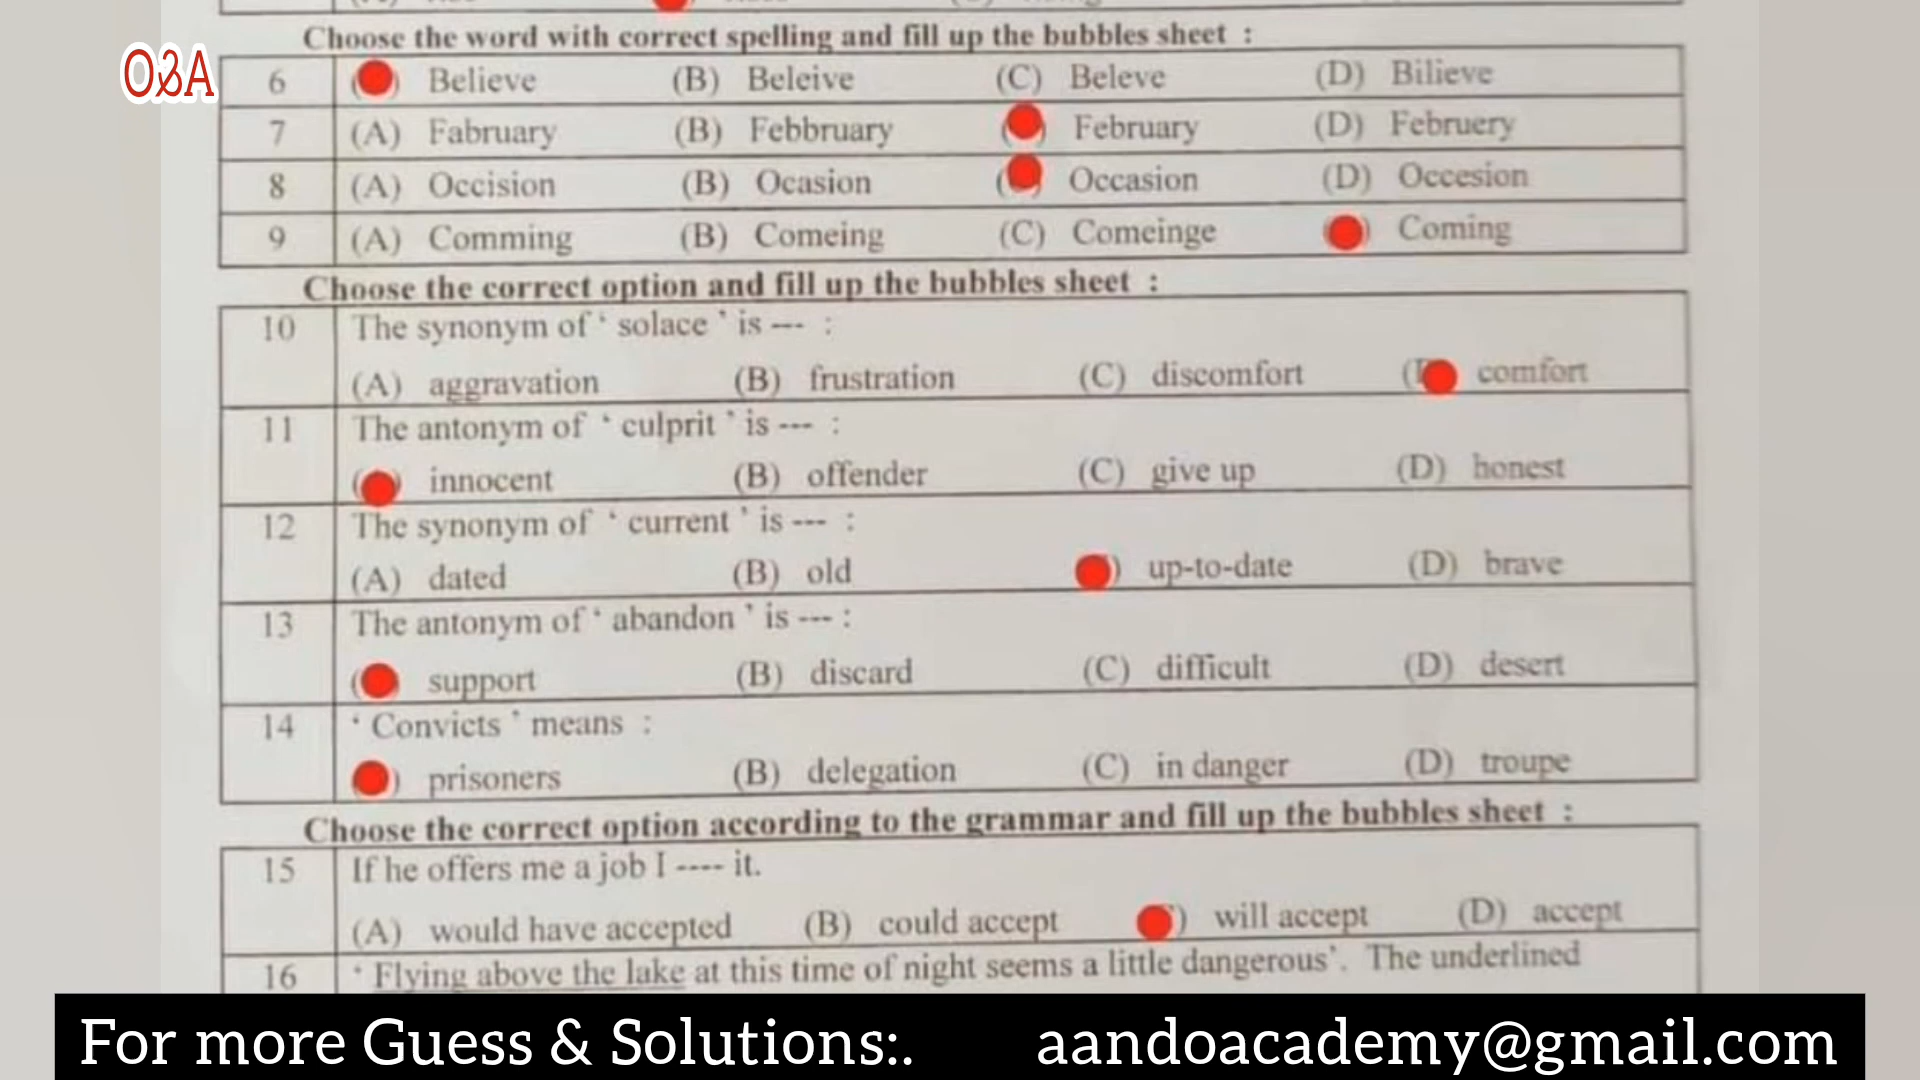 Choose the word with correct spelling and fill up the bubbles sheet :
O&A
6 ( ) Believe (B) Beleive (C) Beleve (D) Bilieve
7 (A) Fabruary (B) Febbruary ( ) February (D) Februery
8 (A) Occision (B) Ocasion ( ) Occasion (D) Occesion
9 (A) Comming (B) Comeing (C) Comeinge ( ) Coming
Choose the correct option and fill up the bubbles sheet :
10 The synonym of ‘ solace ’ is --- :
(A) aggravation (B) frustration (C) discomfort ( comfort
11 The antonym of ‘ culprit ’ is --- :
( ) innocent (B) offender (C) give up (D) honest
12 The synonym of ‘ current ’ is --- :
(A) dated (B) old ) up-to-date (D) brave
13 The antonym of ‘ abandon ’ is --- :
( ) support (B) discard (C) difficult (D) desert
14 ‘ Convicts ’ means :
) prisoners (B) delegation (C) in danger (D) troupe
Choose the correct option according to the grammar and fill up the bubbles sheet :
15 If he offers me a job I ---- it.
(A) would have accepted (B) could accept ) will accept (D) accept
16 ‘ Flying above the lake at this time of night seems a little dangerous’. The underlined
For more Guess & Solutions:. aandoacademy@gmail.com